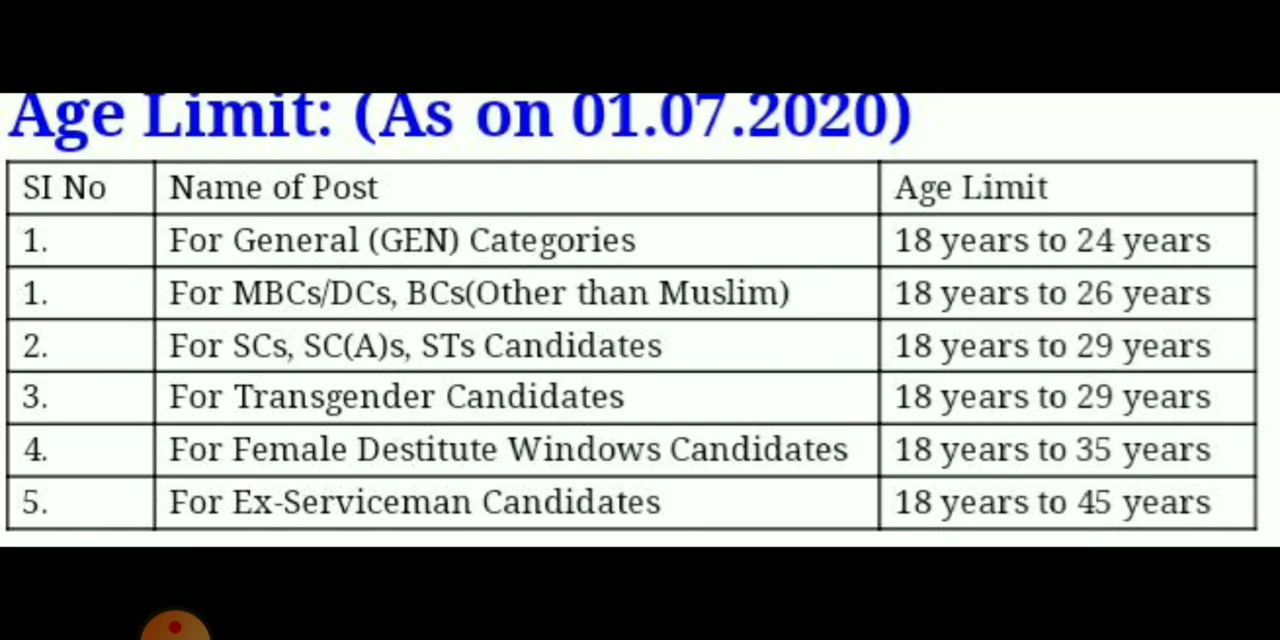 Age Limit: (As on 01.07.2020)
SI No Name of Post Age Limit
1. For General (GEN) Categories 18 years to 24 years
1. For MBCs/DCs, BCs(Other than Muslim) 18 years to 26 years
2. For SCs, SC(A)s, STs Candidates 18 years to 29 years
3. For Transgender Candidates 18 years to 29 years
4. For Female Destitute Windows Candidates 18 years to 35 years
5. For Ex-Serviceman Candidates 18 years to 45 years